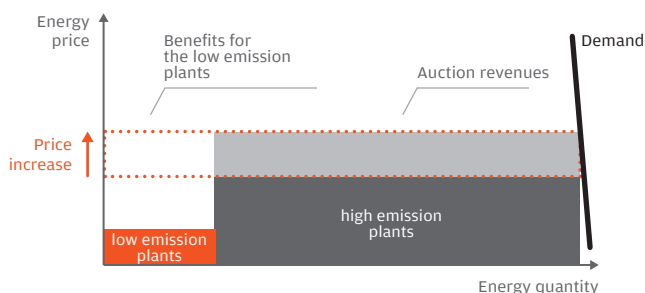 Energy
price
Benefits for
the low emission
plants
Auction revenues
Demand
Price
increase
high emission
plants
low emission
plants
Energy quantity